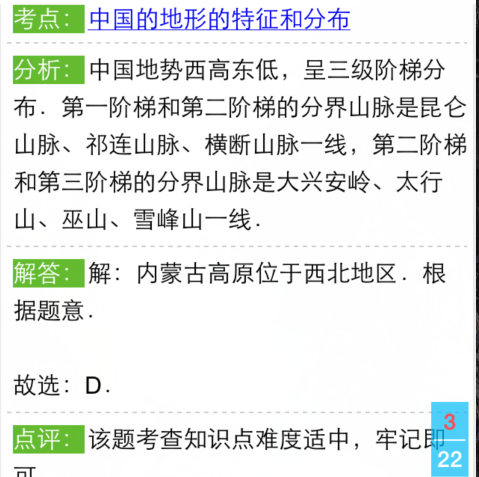 考点： 中国的地形的特征和分布
分析： 中国地势西高东低，呈三级阶梯分
布．第一阶梯和第二阶梯的分界山脉是昆仑
山脉、祁连山脉、横断山脉一线，第二阶梯
和第三阶梯的分界山脉是大兴安岭、太行
山、巫山、雪峰山一线．
解答： 解：内蒙古高原位于西北地区．根
据题意．
故选：D．
点评： 该题考查知识点难度适中，牢记即
可
3
22